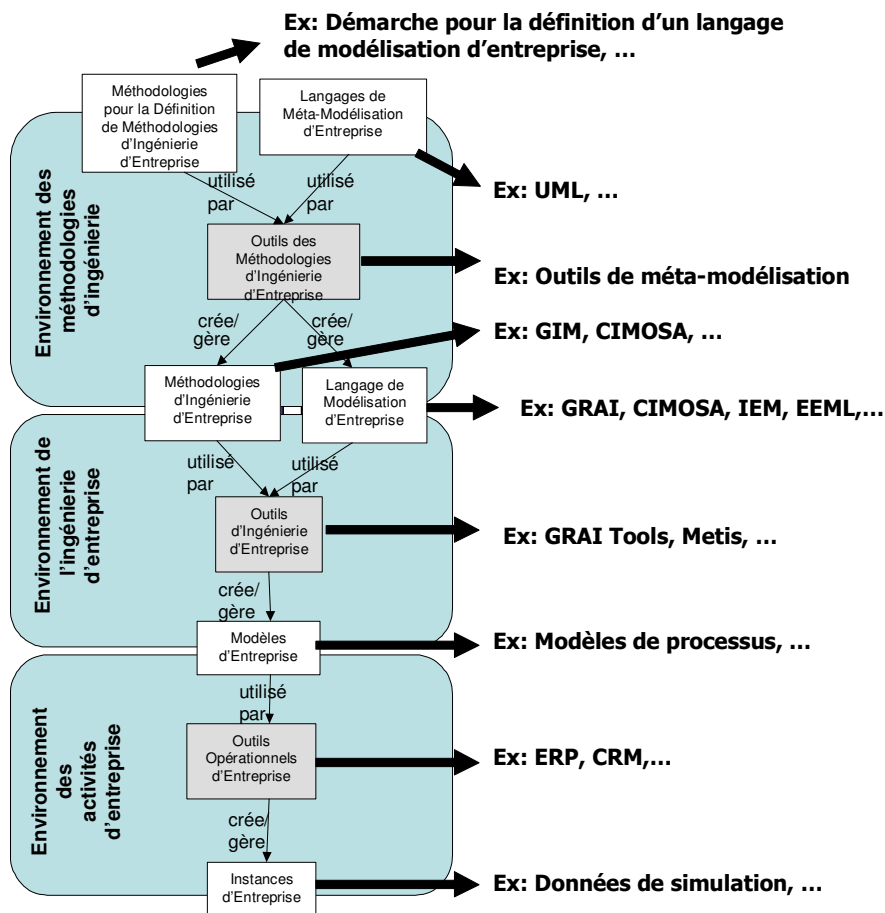 Ex: Démarche pour la définition d'un langage
de modélisation d'entreprise, ...
Méthodologies
pour la Définition
de Méthodologies
d'Ingénierie
d'Entreprise
Langages de
Méta-Modélisation
d'Entreprise
Environnement des
méthodologies
d'ingénierie
utilisé
par
utilisé
par
Ex: UML, ...
Outils des
Méthodologies
d'Ingénierie
d'Entreprise
Ex: Outils de méta-modélisation
crée/
gère
crée/
gère
Ex: GIM, CIMOSA, ...
Méthodologies
d'Ingénierie
d'Entreprise
Langage de
Modélisation
d'Entreprise
Ex: GRAI, CIMOSA, IEM, EEML,...
Environnement de
l'ingénierie
d'entreprise
utilisé
par
utilisé
par
Outils
d'Ingénierie
d'Entreprise
Ex: GRAI Tools, Metis, ...
crée/
gère
Modèles
d'Entreprise
Ex: Modèles de processus, ...
Environnement
des
activités
d'entreprise
utilisé
par
Outils
Opérationnels
d'Entreprise
Ex: ERP, CRM,...
crée/
gère
Instances
d'Entreprise
Ex: Données de simulation, ...